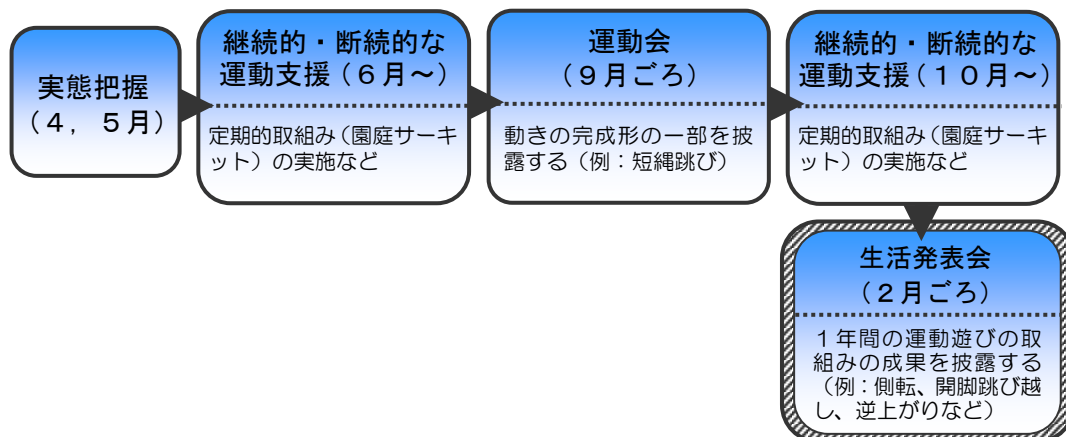 実態把握
（４，５月）
継続的・断続的な
運動支援（６月～）
定期的取組み（園庭サーキ
ット）の実施など
運動会
（９月ごろ）
動きの完成形の一部を披
露する（例：短縄跳び）
継続的・断続的な
運動支援（１０月～）
定期的取組み（園庭サーキ
ット）の実施など
生活発表会
（２月ごろ）
１年間の運動遊びの取
組みの成果を披露する
（例：側転、開脚跳び越
し、逆上がりなど）